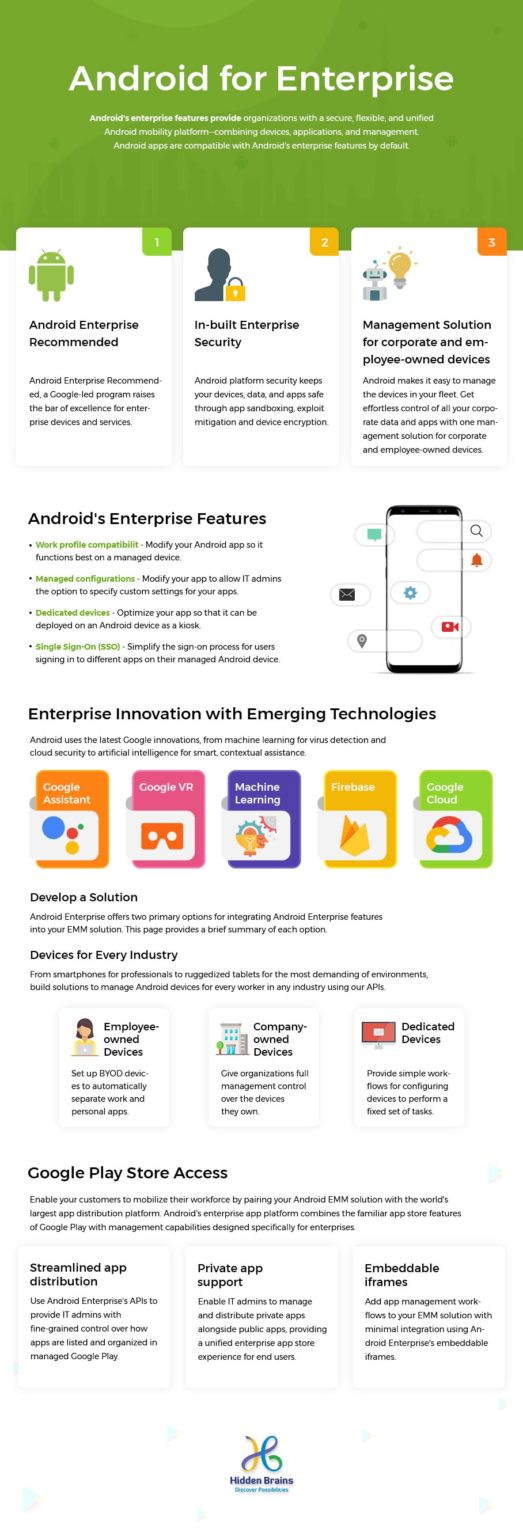 Android for Enterprise
Android's enterprise features provide organizations with a secure, flexible, and unified
Android mobility platform--combining devices, applications, and management.
Android apps are compatible with Android's enterprise features by default.
1
Android Enterprise
Recommended
Android Enterprise Recommend-
ed, a Google-led program raises
the bar of excellence for enter-
prise devices and services.
2
In-built Enterprise
Security
Android platform security keeps
your devices, data, and apps safe
through app sandboxing, exploit
mitigation and device encryption.
3
Management Solution
for corporate and em-
ployee-owned devices
Android makes it easy to manage
the devices in your fleet. Get
effortless control of all your corpo-
rate data and apps with one man-
agement solution for corporate
and employee-owned devices.
Android's Enterprise Features
• Work profile compatibilit - Modify your Android app so it
functions best on a managed device.
• Managed configurations - Modify your app to allow IT admins
the option to specify custom settings for your apps.
• Dedicated devices - Optimize your app so that it can be
deployed on an Android device as a kiosk.
• Single Sign-On (SSO) - Simplify the sign-on process for users
signing in to different apps on their managed Android device.
Enterprise Innovation with Emerging Technologies
Android uses the latest Google innovations, from machine learning for virus detection and
cloud security to artificial intelligence for smart, contextual assistance.
Google
Assistant
Google VR
Machine
Learning
Firebase
Google
Cloud
Develop a Solution
Android Enterprise offers two primary options for integrating Android Enterprise features
into your EMM solution. This page provides a brief summary of each option.
Devices for Every Industry
From smartphones for professionals to ruggedized tablets for the most demanding of environments,
build solutions to manage Android devices for every worker in any industry using our APIs.
Employee-
owned
Devices
Set up BYOD devic-
es to automatically
separate work and
personal apps.
Company-
owned
Devices
Give organizations full
management control
over the devices
they own.
Dedicated
Devices
Provide simple work-
flows for configuring
devices to perform a
fixed set of tasks.
Google Play Store Access
Enable your customers to mobilize their workforce by pairing your Android EMM solution with the world's
largest app distribution platform. Android's enterprise app platform combines the familiar app store features
of Google Play with management capabilities designed specifically for enterprises.
Streamlined app
distribution
Use Android Enterprise's APIs to
provide IT admins with
fine-grained control over how
apps are listed and organized in
managed Google Play.
Private app
support
Enable IT admins to manage
and distribute private apps
alongside public apps, providing
a unified enterprise app store
experience for end users.
Embeddable
iframes
Add app management work-
flows to your EMM solution with
minimal integration using An-
droid Enterprise's embeddable
iframes.
Hidden Brains
Discover Possibilities